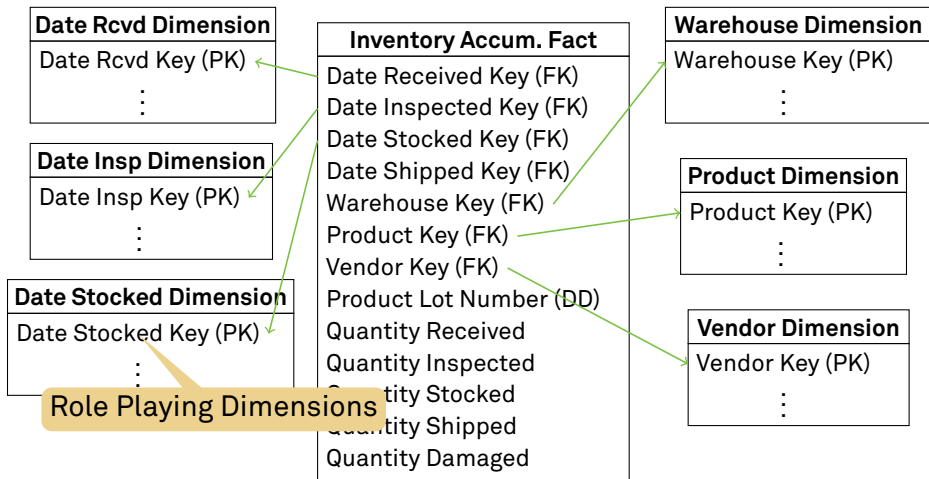 Date Rcvd Dimension
Date Rcvd Key (PK)
⋮
Date Insp Dimension
Date Insp Key (PK)
⋮
Date Stocked Dimension
Date Stocked Key (PK)
⋮
Role Playing Dimensions
Inventory Accum. Fact
Date Received Key (FK)
Date Inspected Key (FK)
Date Stocked Key (FK)
Date Shipped Key (FK)
Warehouse Key (FK)
Product Key (FK)
Vendor Key (FK)
Product Lot Number (DD)
Quantity Received
Quantity Inspected
Quantity Stocked
Quantity Shipped
Quantity Damaged
Warehouse Dimension
Warehouse Key (PK)
⋮
Product Dimension
Product Key (PK)
⋮
Vendor Dimension
Vendor Key (PK)
⋮